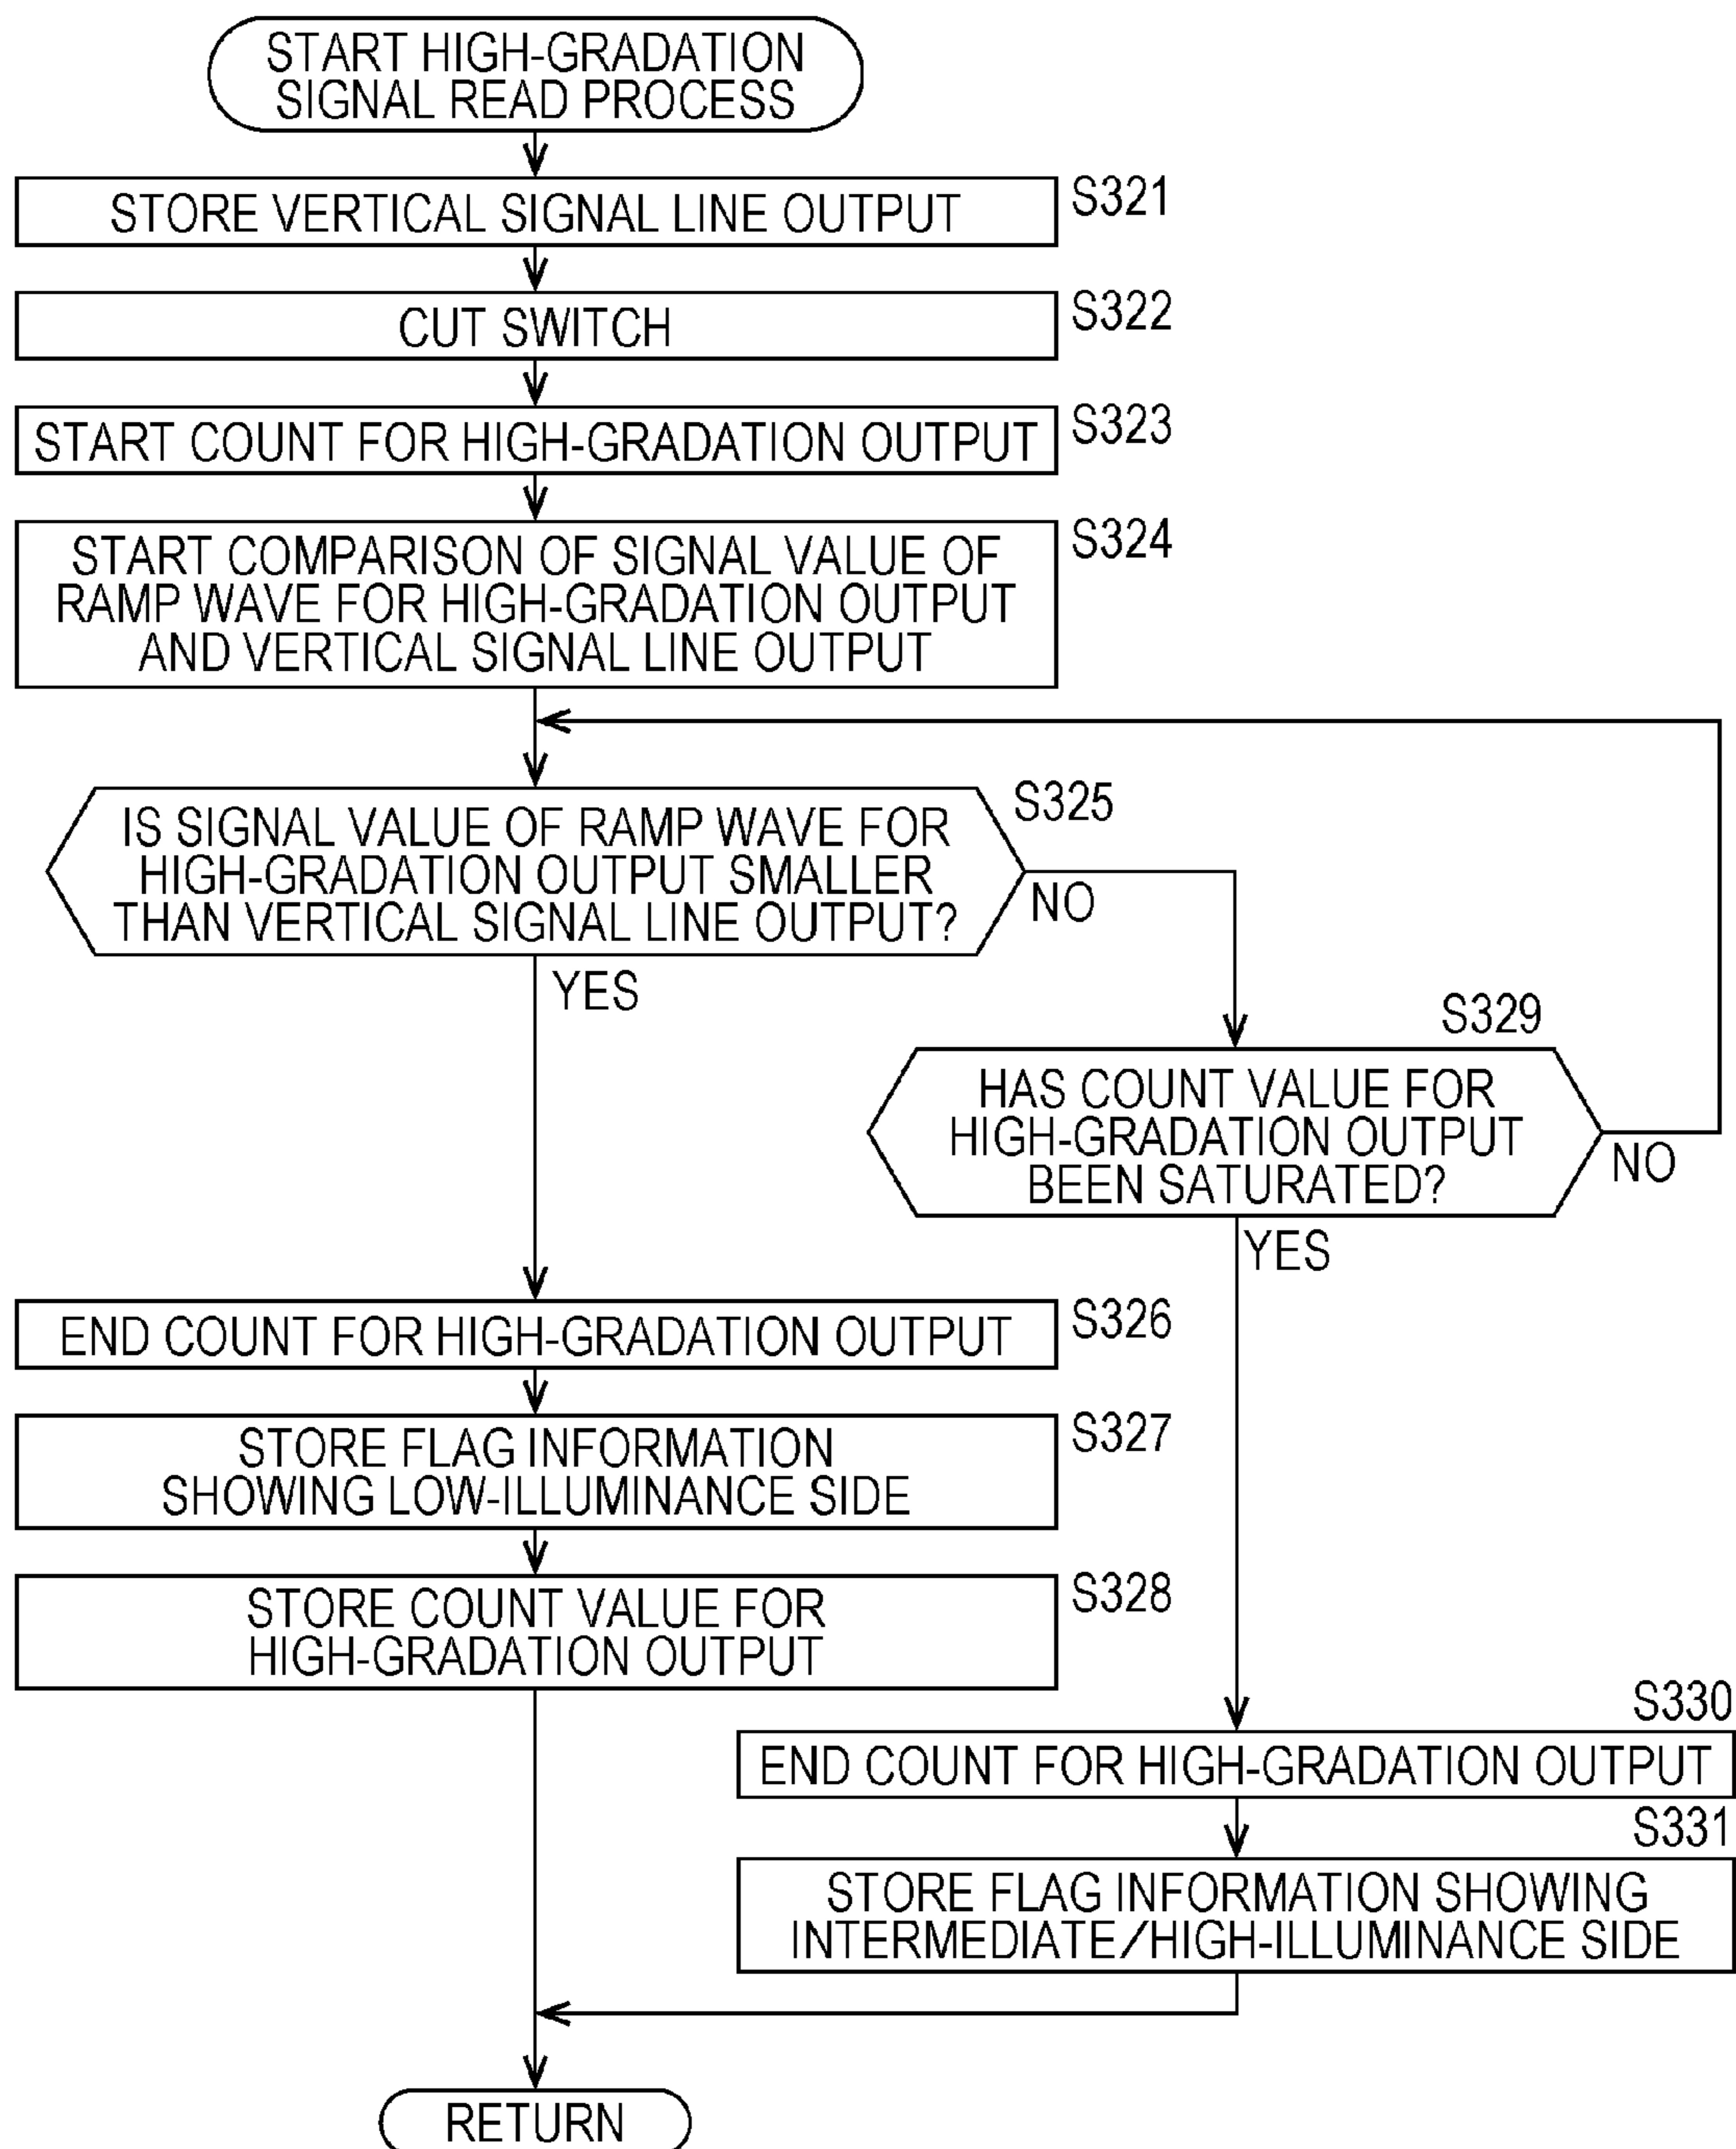 START HIGH-GRADATION
SIGNAL READ PROCESS
STORE VERTICAL SIGNAL LINE OUTPUT
S321
CUT SWITCH
S322
START COUNT FOR HIGH-GRADATION OUTPUT
S323
START COMPARISON OF SIGNAL VALUE OF
RAMP WAVE FOR HIGH-GRADATION OUTPUT
AND VERTICAL SIGNAL LINE OUTPUT
S324
IS SIGNAL VALUE OF RAMP WAVE FOR
HIGH-GRADATION OUTPUT SMALLER
THAN VERTICAL SIGNAL LINE OUTPUT?
S325
NO
YES
S329
HAS COUNT VALUE FOR
HIGH-GRADATION OUTPUT
BEEN SATURATED?
NO
YES
END COUNT FOR HIGH-GRADATION OUTPUT
S326
STORE FLAG INFORMATION
SHOWING LOW-ILLUMINANCE SIDE
S327
STORE COUNT VALUE FOR
HIGH-GRADATION OUTPUT
S328
S330
END COUNT FOR HIGH-GRADATION OUTPUT
S331
STORE FLAG INFORMATION SHOWING
INTERMEDIATE/HIGH-ILLUMINANCE SIDE
RETURN